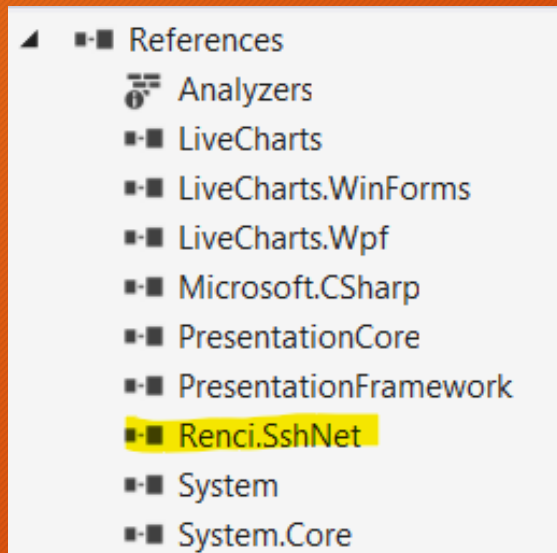 References
Analyzers
LiveCharts
LiveCharts.WinForms
LiveCharts.Wpf
Microsoft.CSharp
PresentationCore
PresentationFramework
Renci.SshNet
System
System.Core